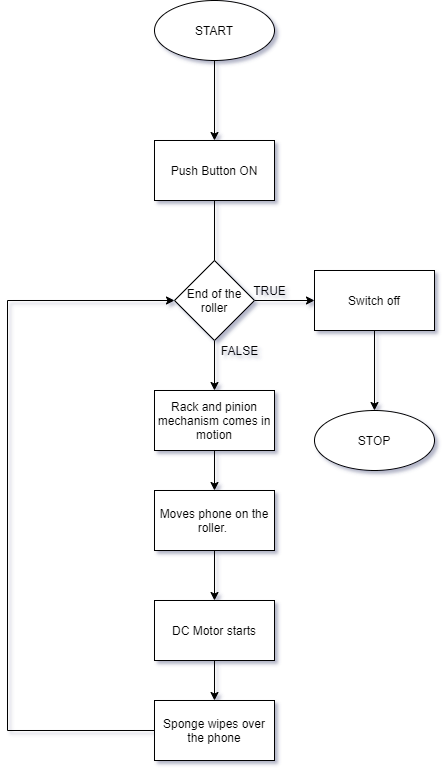 START
Push Button ON
End of the
roller
TRUE
Switch off
FALSE
STOP
Rack and pinion
mechanism comes in
motion
Moves phone on the
roller.
DC Motor starts
Sponge wipes over
the phone